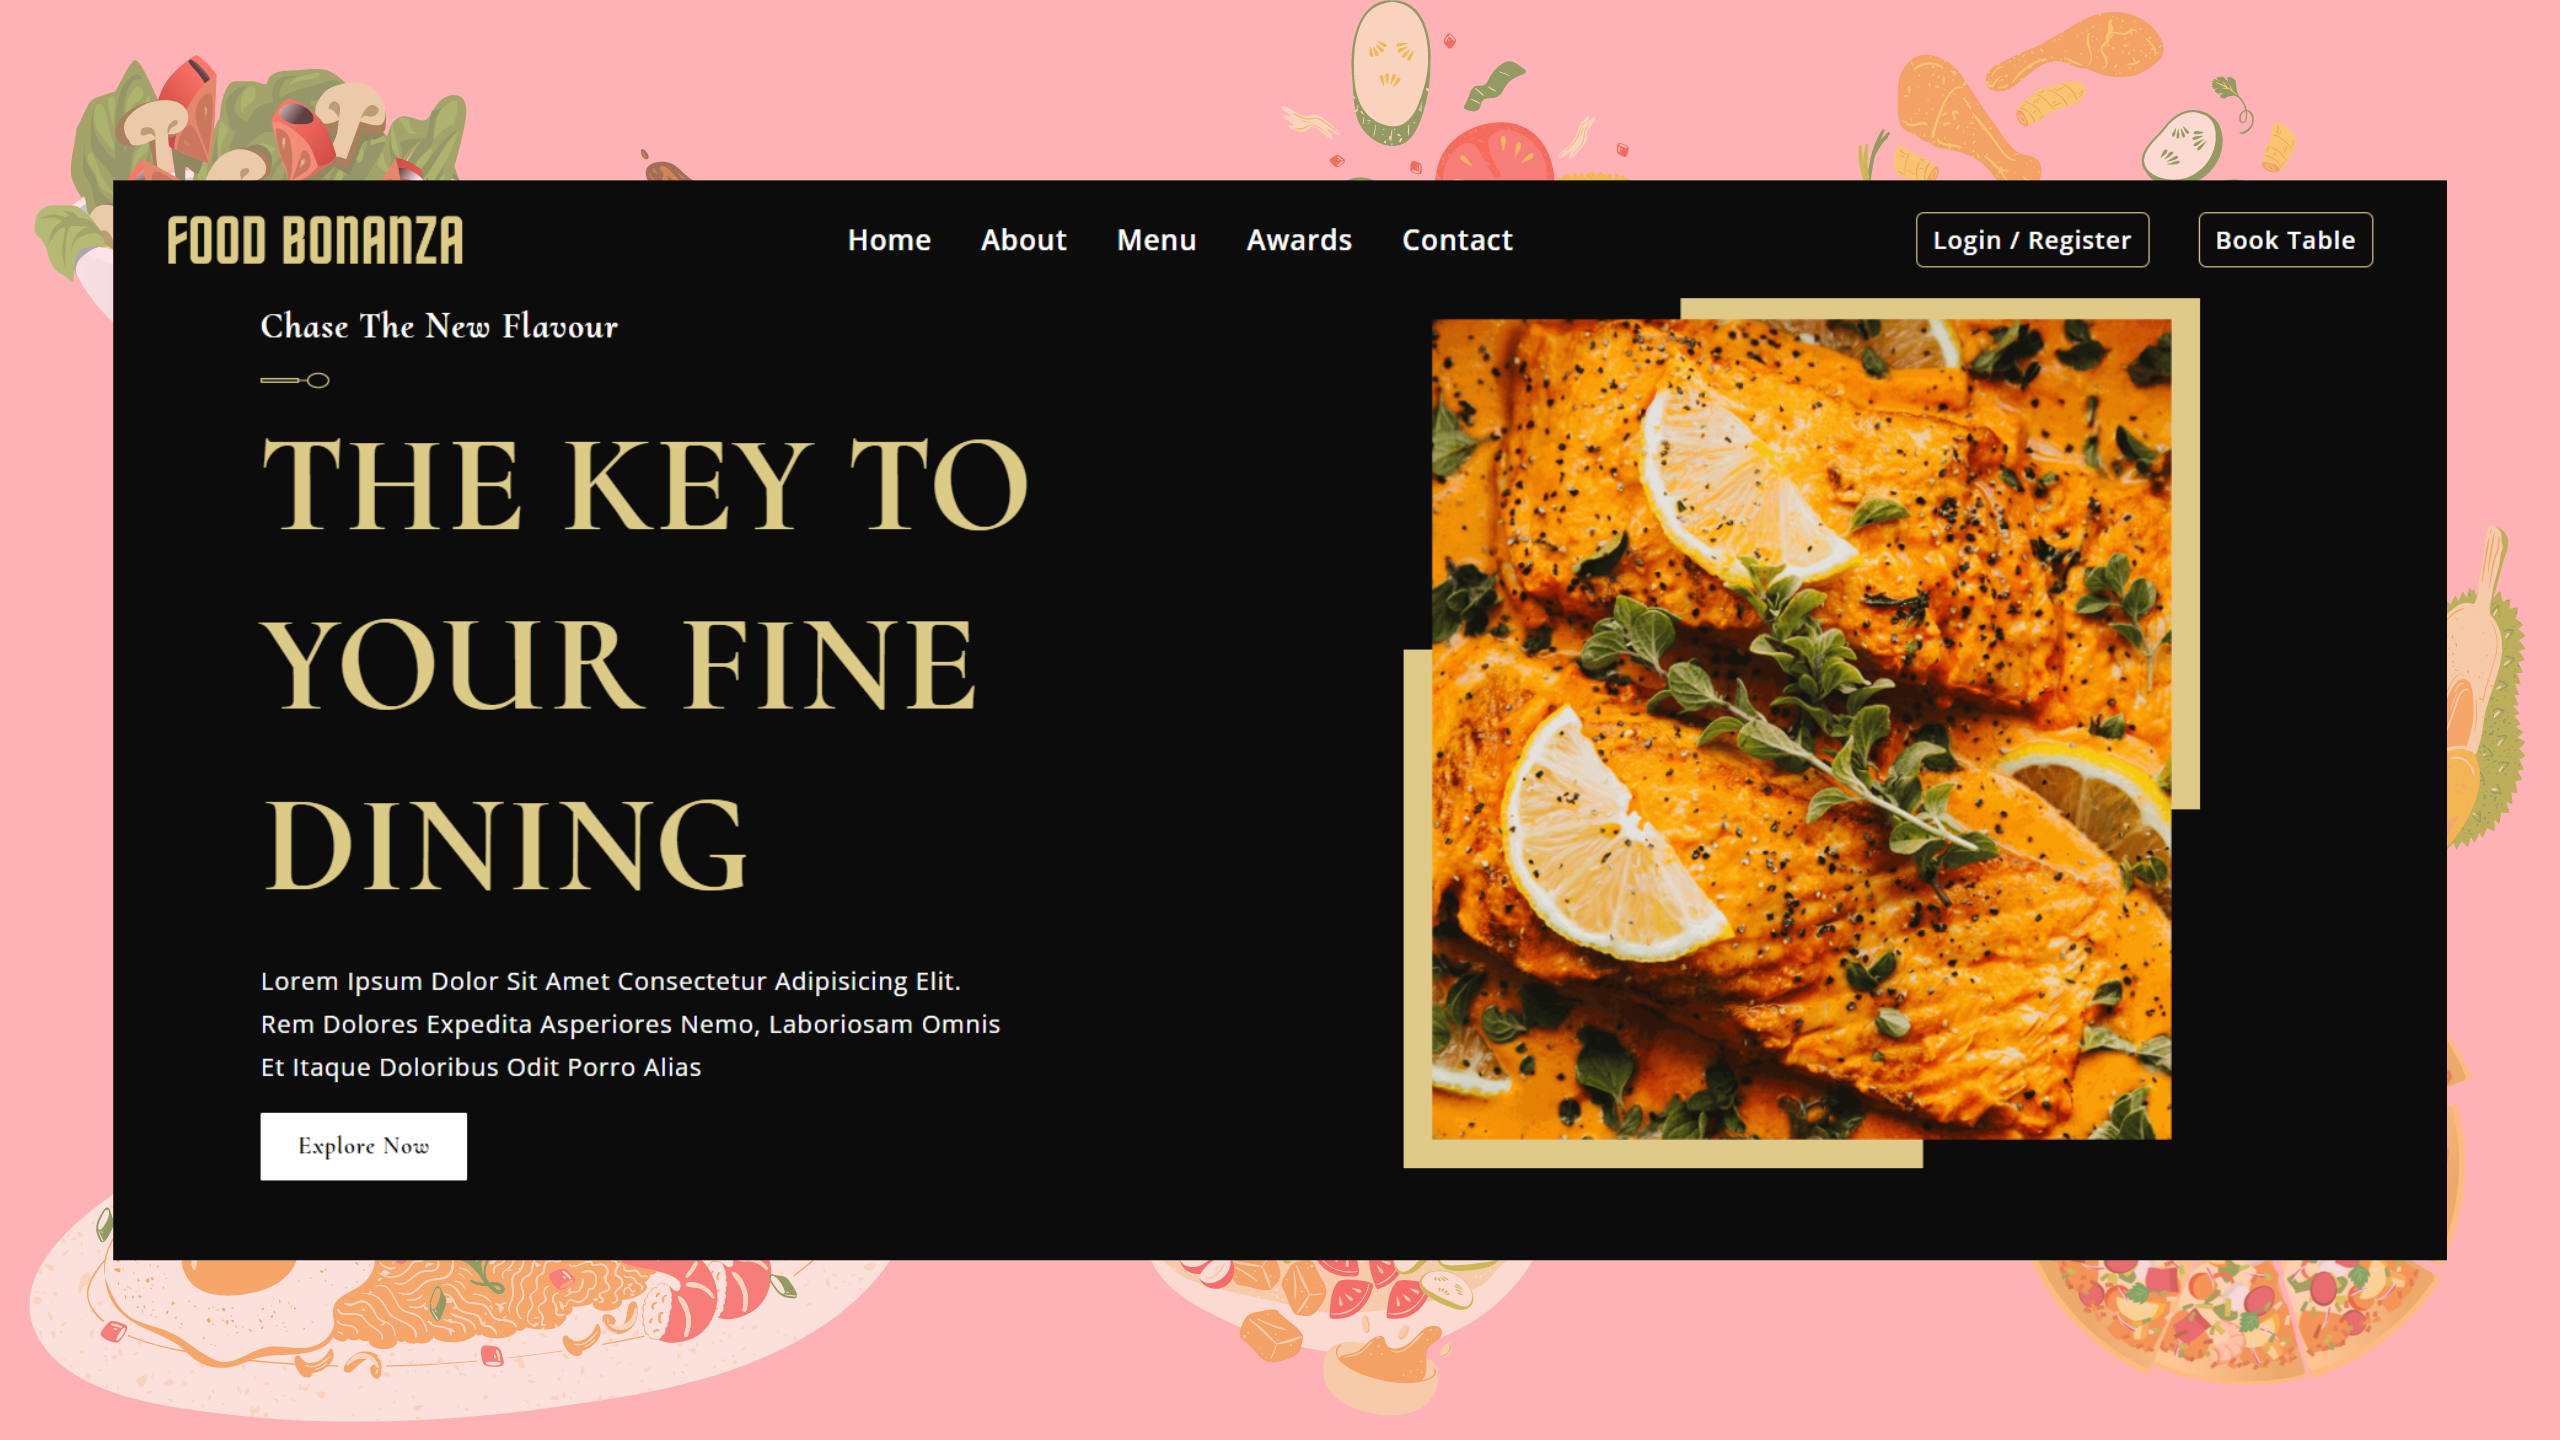 FOOD BONANZA
Home About Menu Awards Contact
Login / Register Book Table
Chase The New Flavour
THE KEY TO
YOUR FINE
DINING
Lorem Ipsum Dolor Sit Amet Consectetur Adipisicing Elit.
Rem Dolores Expedita Asperiores Nemo, Laboriosam Omnis
Et Itaque Doloribus Odit Porro Alias
Explore Now